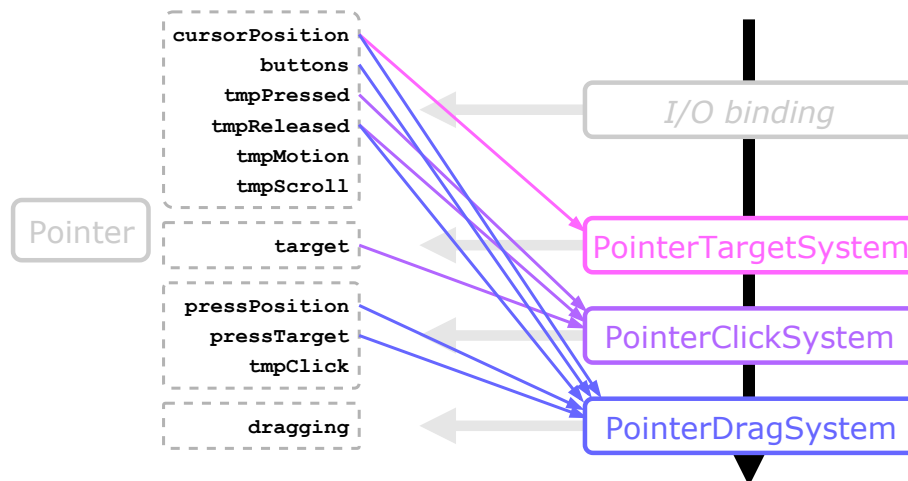 cursorPosition
buttons
tmpPressed
tmpReleased
tmpMotion
tmpScroll
I/O binding
Pointer
target
PointerTargetSystem
pressPosition
pressTarget
tmpClick
PointerClickSystem
dragging
PointerDragSystem